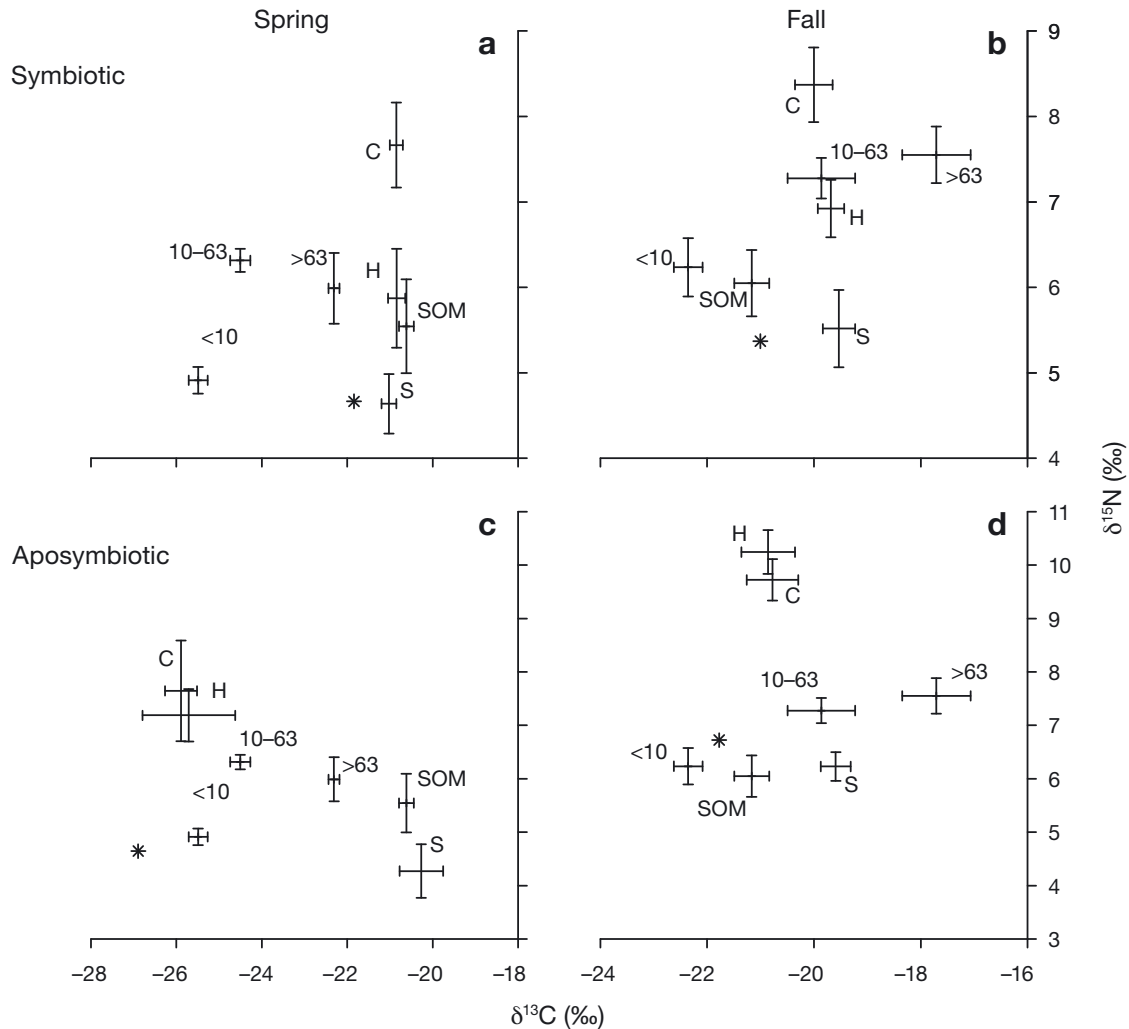 Spring
Fall
a
b
Symbiotic
9
8
7
6
5
4
C
10–63
>63
H
SOM
<10
S
C
10–63
>63
H
<10
SOM
S
c
d
Aposymbiotic
11
10
9
8
7
6
5
4
3
C
H
10–63
>63
<10
SOM
S
H
C
10–63
>63
<10
SOM
S
–28 –26 –24 –22 –20 –18
–24 –22 –20 –18 –16
δ13C (‰)
δ15N (‰)